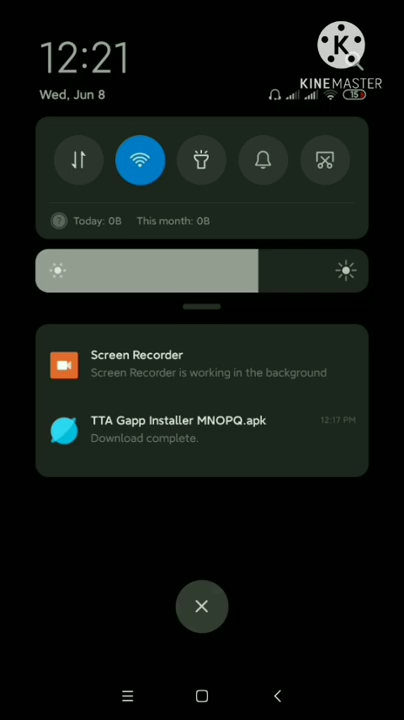 12:21
K
KINEMASTER
Wed, Jun 8
15
Today: 0B This month: 0B
Screen Recorder
Screen Recorder is working in the background
TTA Gapp Installer MNOPQ.apk 12:17 PM
Download complete.